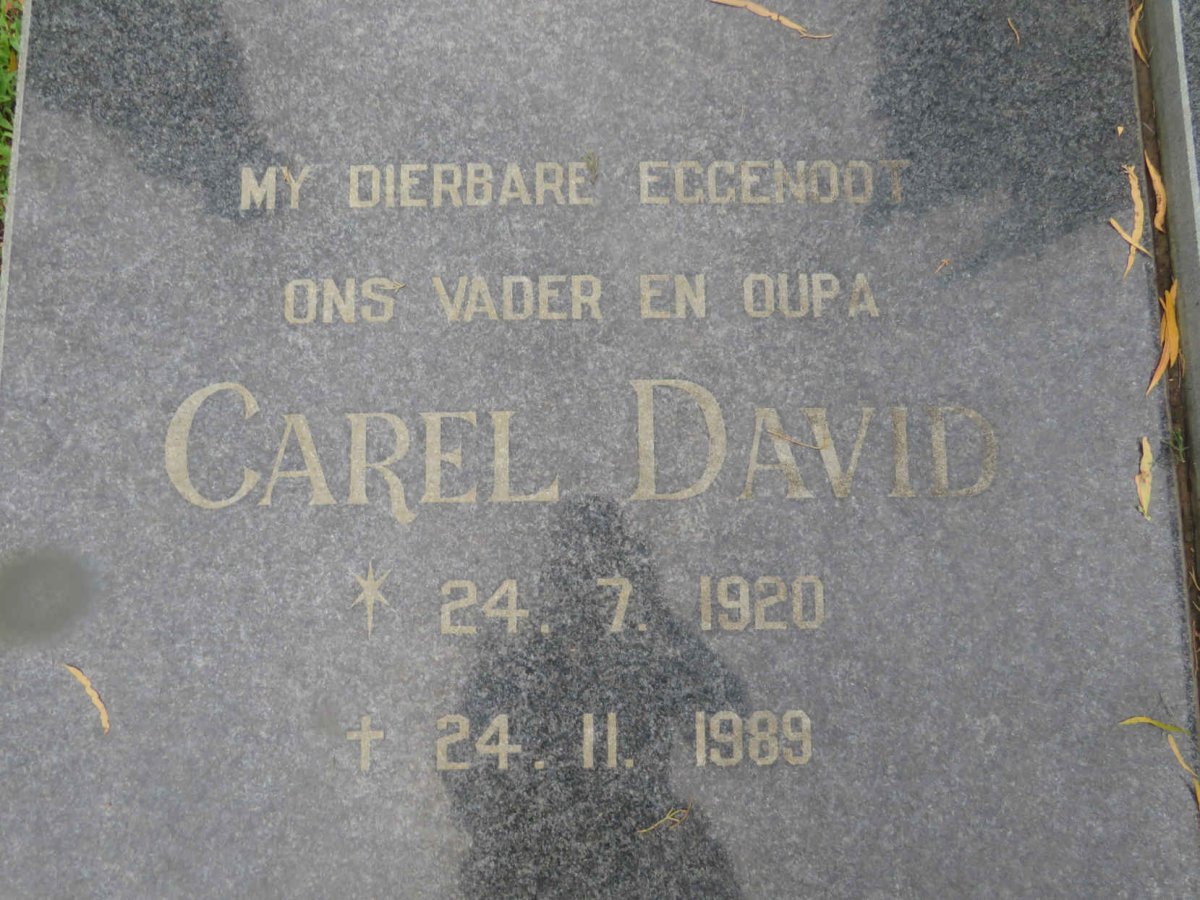 MY DIERBARE EGGENOOT
ONS VADER EN OUPA
CAREL DAVID
* 24. 7. 1920
† 24. 11. 1989